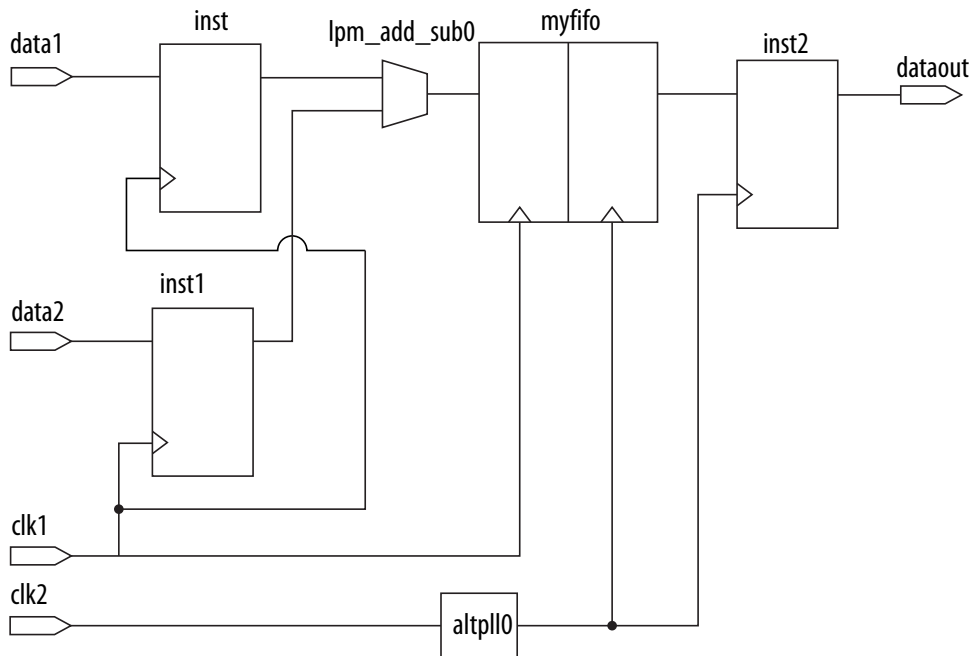 data1
inst
lpm_add_sub0
myfifo
inst2
dataout
data2
inst1
clk1
clk2
altpll0